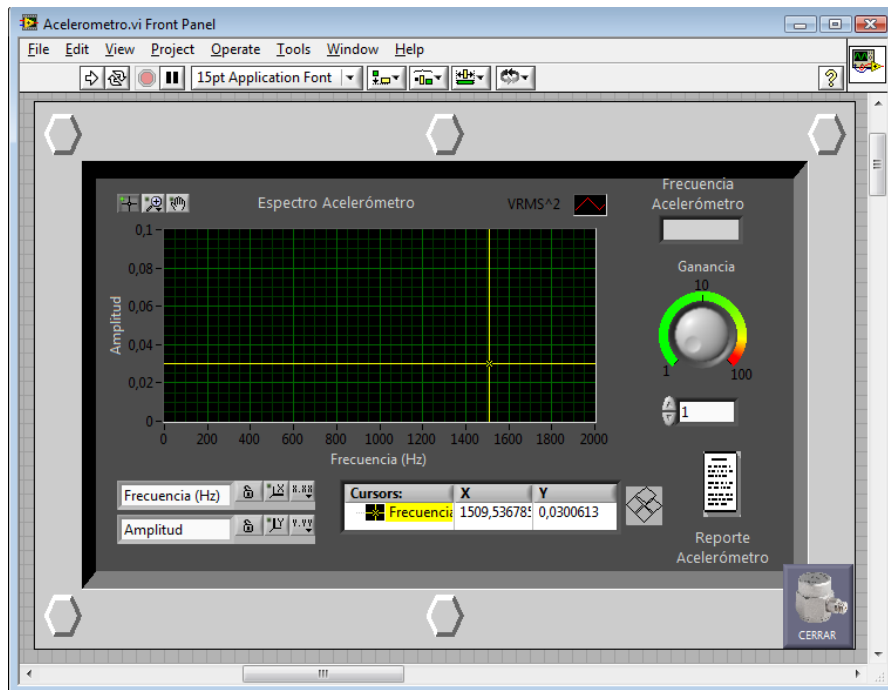 Acelerometro.vi Front Panel
File Edit View Project Operate Tools Window Help
15pt Application Font
?
Espectro Acelerómetro
VRMS^2
Frecuencia
Acelerómetro
Amplitud
0,1
0,08
0,06
0,04
0,02
0
0 200 400 600 800 1000 1200 1400 1600 1800 2000
Frecuencia (Hz)
Ganancia
10
1 100
1
Frecuencia (Hz)
X X.XX
Amplitud
Y Y.YY
Cursors: X Y
Frecuencia 1509,536785 0,0300613
Reporte
Acelerómetro
CERRAR